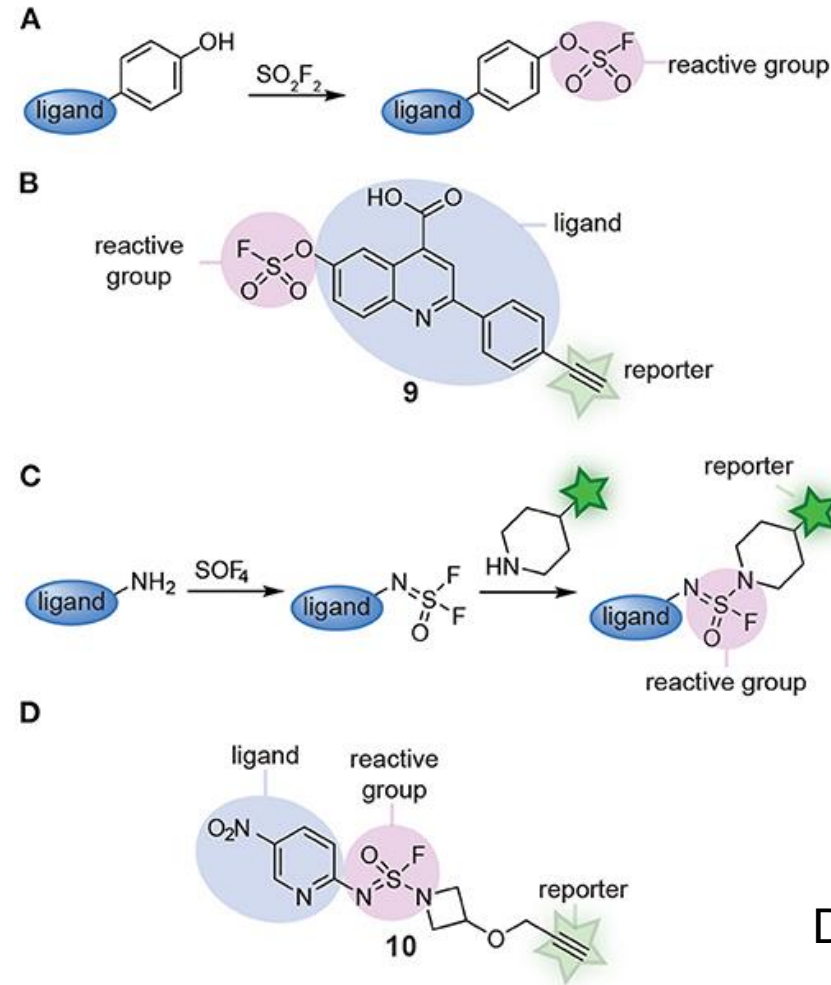 A
OH
ligand
SO₂F₂
O
S
F
O
O
ligand
reactive group
B
HO
O
ligand
reactive
group
F
O
S
O
O
N
reporter
9
C
reporter
NH₂
ligand
SOF₄
N
F
S
F
O
ligand
HN
N
N
S
F
O
ligand
reactive group
D
ligand
reactive
group
O₂N
O
F
S
N
N
N
reporter
O
10